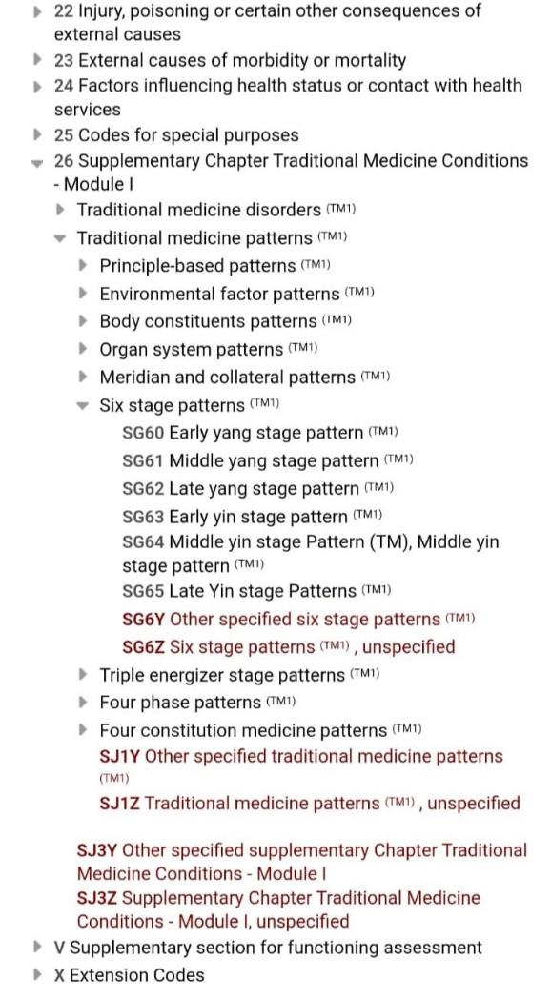 22 Injury, poisoning or certain other consequences of
external causes
23 External causes of morbidity or mortality
24 Factors influencing health status or contact with health
services
25 Codes for special purposes
26 Supplementary Chapter Traditional Medicine Conditions
- Module I
Traditional medicine disorders (TM1)
Traditional medicine patterns (TM1)
Principle-based patterns (TM1)
Environmental factor patterns (TM1)
Body constituents patterns (TM1)
Organ system patterns (TM1)
Meridian and collateral patterns (TM1)
Six stage patterns (TM1)
SG60 Early yang stage pattern (TM1)
SG61 Middle yang stage pattern (TM1)
SG62 Late yang stage pattern (TM1)
SG63 Early yin stage pattern (TM1)
SG64 Middle yin stage Pattern (TM), Middle yin
stage pattern (TM1)
SG65 Late Yin stage Patterns (TM1)
SG6Y Other specified six stage patterns (TM1)
SG6Z Six stage patterns (TM1) , unspecified
Triple energizer stage patterns (TM1)
Four phase patterns (TM1)
Four constitution medicine patterns (TM1)
SJ1Y Other specified traditional medicine patterns
(TM1)
SJ1Z Traditional medicine patterns (TM1) , unspecified
SJ3Y Other specified supplementary Chapter Traditional
Medicine Conditions - Module I
SJ3Z Supplementary Chapter Traditional Medicine
Conditions - Module I, unspecified
V Supplementary section for functioning assessment
X Extension Codes